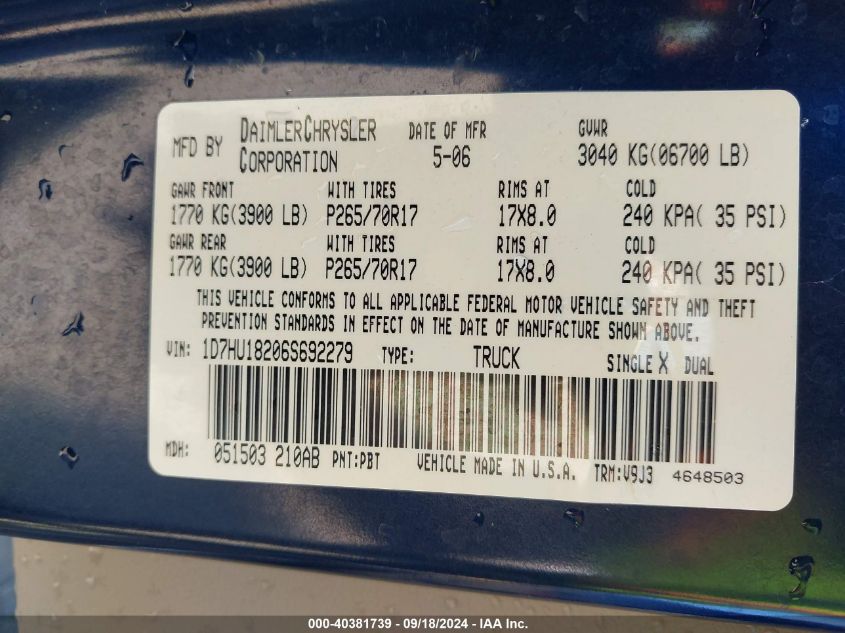 MFD BY DAIMLERCHRYSLER CORPORATION DATE OF MFR 5-06 GVWR 3040 KG(06700 LB)
GAWR FRONT WITH TIRES RIMS AT COLD
1770 KG(3900 LB) P265/70R17 17X8.0 240 KPA( 35 PSI)
GAWR REAR WITH TIRES RIMS AT COLD
1770 KG(3900 LB) P265/70R17 17X8.0 240 KPA( 35 PSI)
THIS VEHICLE CONFORMS TO ALL APPLICABLE FEDERAL MOTOR VEHICLE SAFETY AND THEFT
PREVENTION STANDARDS IN EFFECT ON THE DATE OF MANUFACTURE SHOWN ABOVE.
VIN: 1D7HU18206S692279 TYPE: TRUCK SINGLE X DUAL
MDH: 051503 210AB PNT:PBT VEHICLE MADE IN U.S.A. TRM:V9J3 4648503
000-40381739 - 09/18/2024 - IAA Inc.